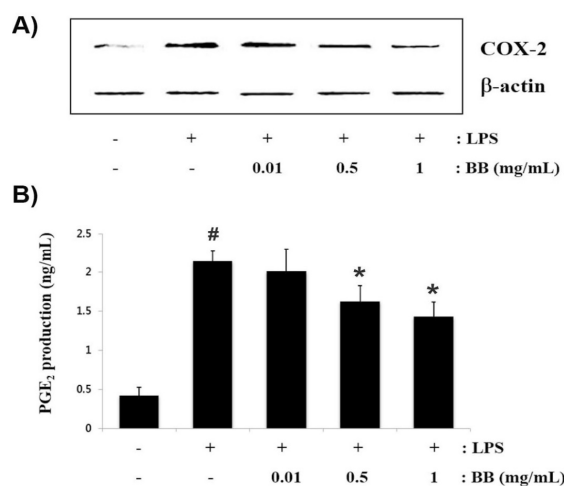 A)
COX-2
β-actin
- + + + + : LPS
- - 0.01 0.5 1 : BB (mg/mL)
B)
PGE2 production (ng/mL)
2.5
2
1.5
1
0.5
0
#
*
*
- + + + + : LPS
- - 0.01 0.5 1 : BB (mg/mL)